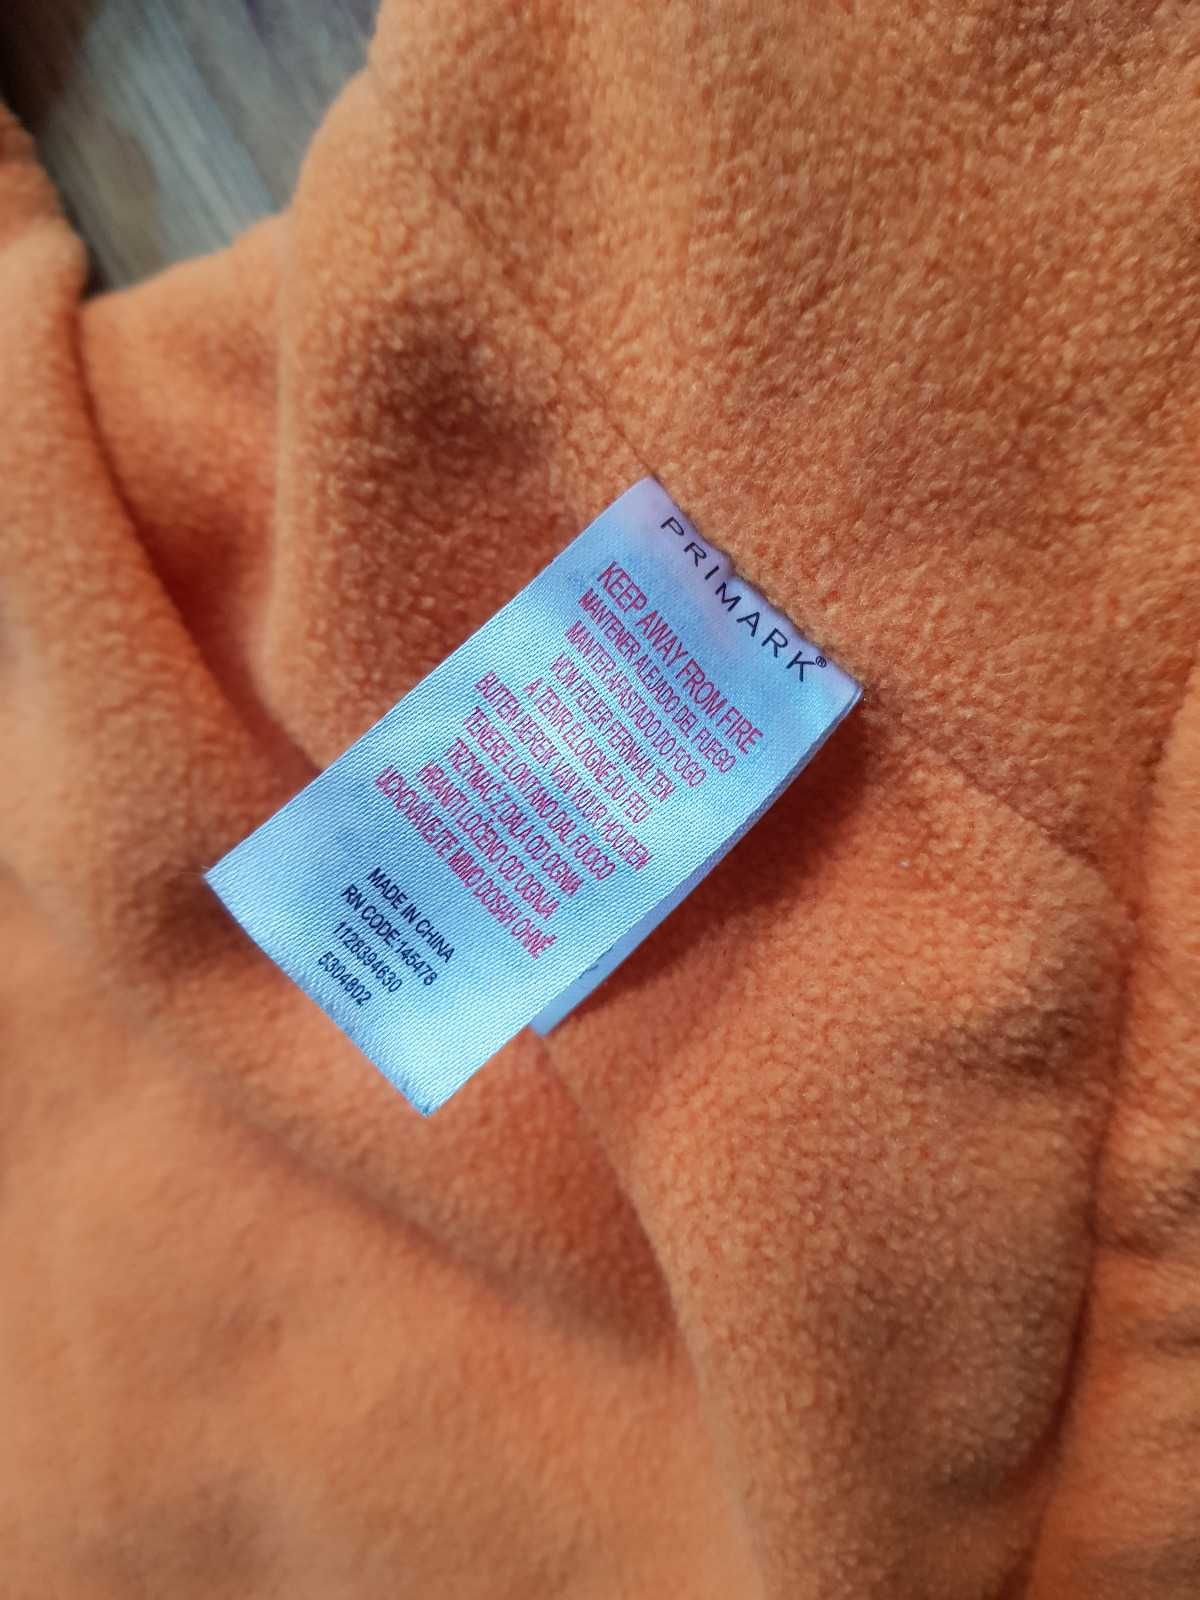 PRIMARK®
KEEP AWAY FROM FIRE
MANTENER ALEJADO DEL FUEGO
MANTER AFASTADO DO FOGO
VOM FEUER FERNHALTEN
À TENIR ÉLOIGNÉ DU FEU
BUITEN BEREIK VAN VUUR HOUDEN
TENERE LONTANO DAL FUOCO
TRZYMAĆ Z DALA OD OGNIA
HRANITI LOČENO OD OGNJA
UCHOVÁVEJTE MIMO DOSAH OHNĚ
MADE IN CHINA
RN CODE:145478
1128394630
5304802